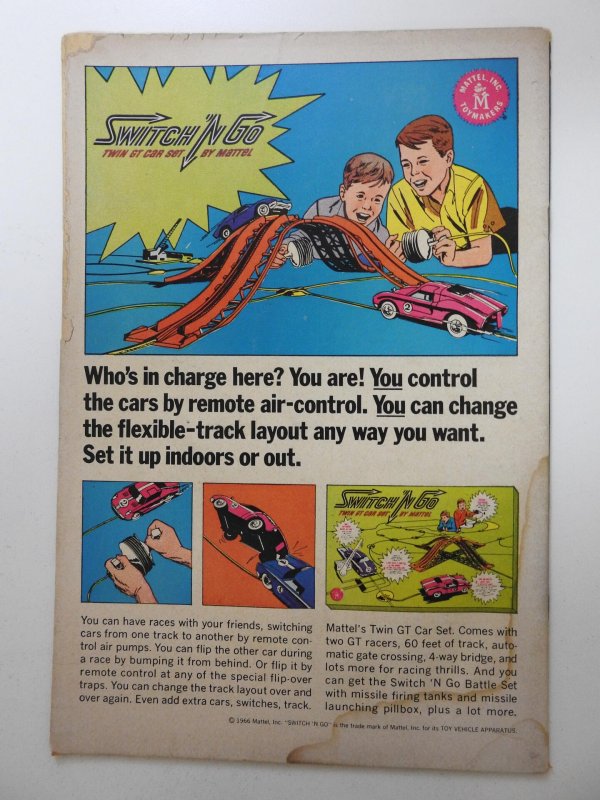 SWITCH 'N GO
TWIN GT CAR SET BY MATTEL
MATTEL, INC.
M
TOYMAKERS
2
Who's in charge here? You are! You control
the cars by remote air-control. You can change
the flexible-track layout any way you want.
Set it up indoors or out.
SWITCH 'N GO
TWIN GT CAR SET BY MATTEL
You can have races with your friends, switching
cars from one track to another by remote con-
trol air pumps. You can flip the other car during
a race by bumping it from behind. Or flip it by
remote control at any of the special flip-over
traps. You can change the track layout over and
over again. Even add extra cars, switches, track.
Mattel's Twin GT Car Set. Comes with
two GT racers, 60 feet of track, auto-
matic gate crossing, 4-way bridge, and
lots more for racing thrills. And you
can get the Switch 'N Go Battle Set
with missile firing tanks and missile
launching pillbox, plus a lot more.
© 1966 Mattel, Inc. "SWITCH 'N GO" is the trade mark of Mattel, Inc. for its TOY VEHICLE APPARATUS.